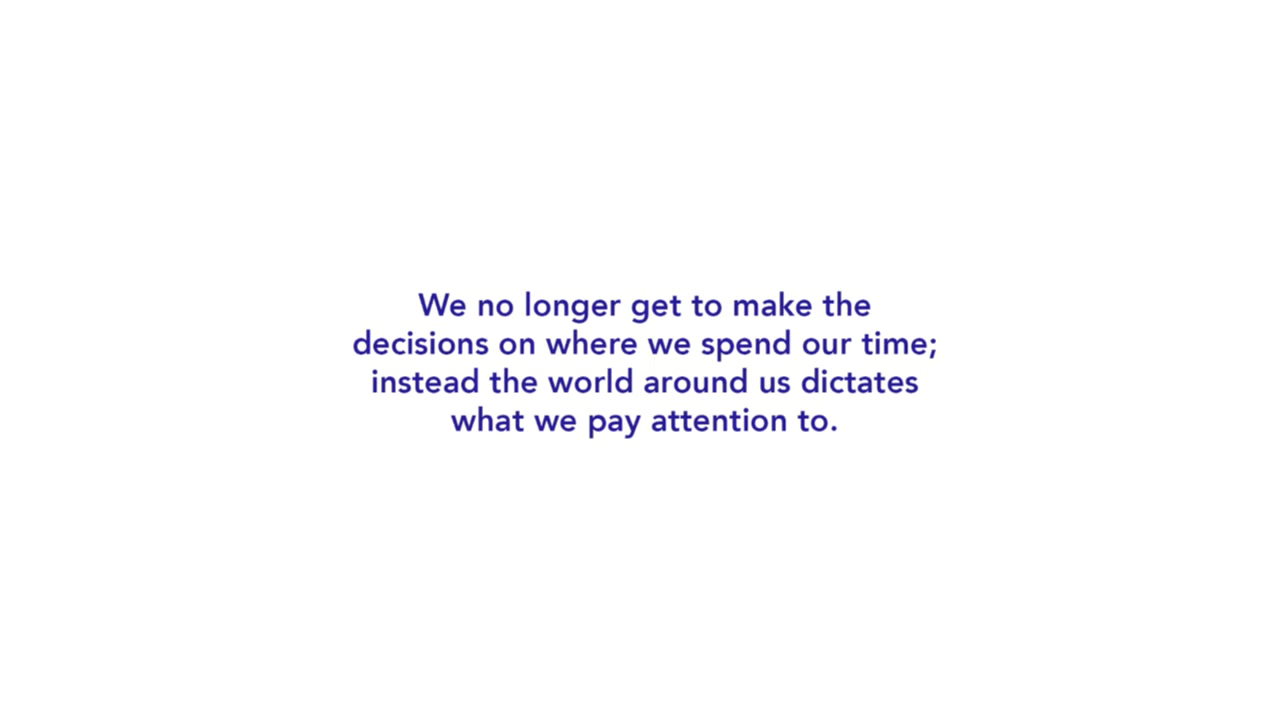 We no longer get to make the
decisions on where we spend our time;
instead the world around us dictates
what we pay attention to.